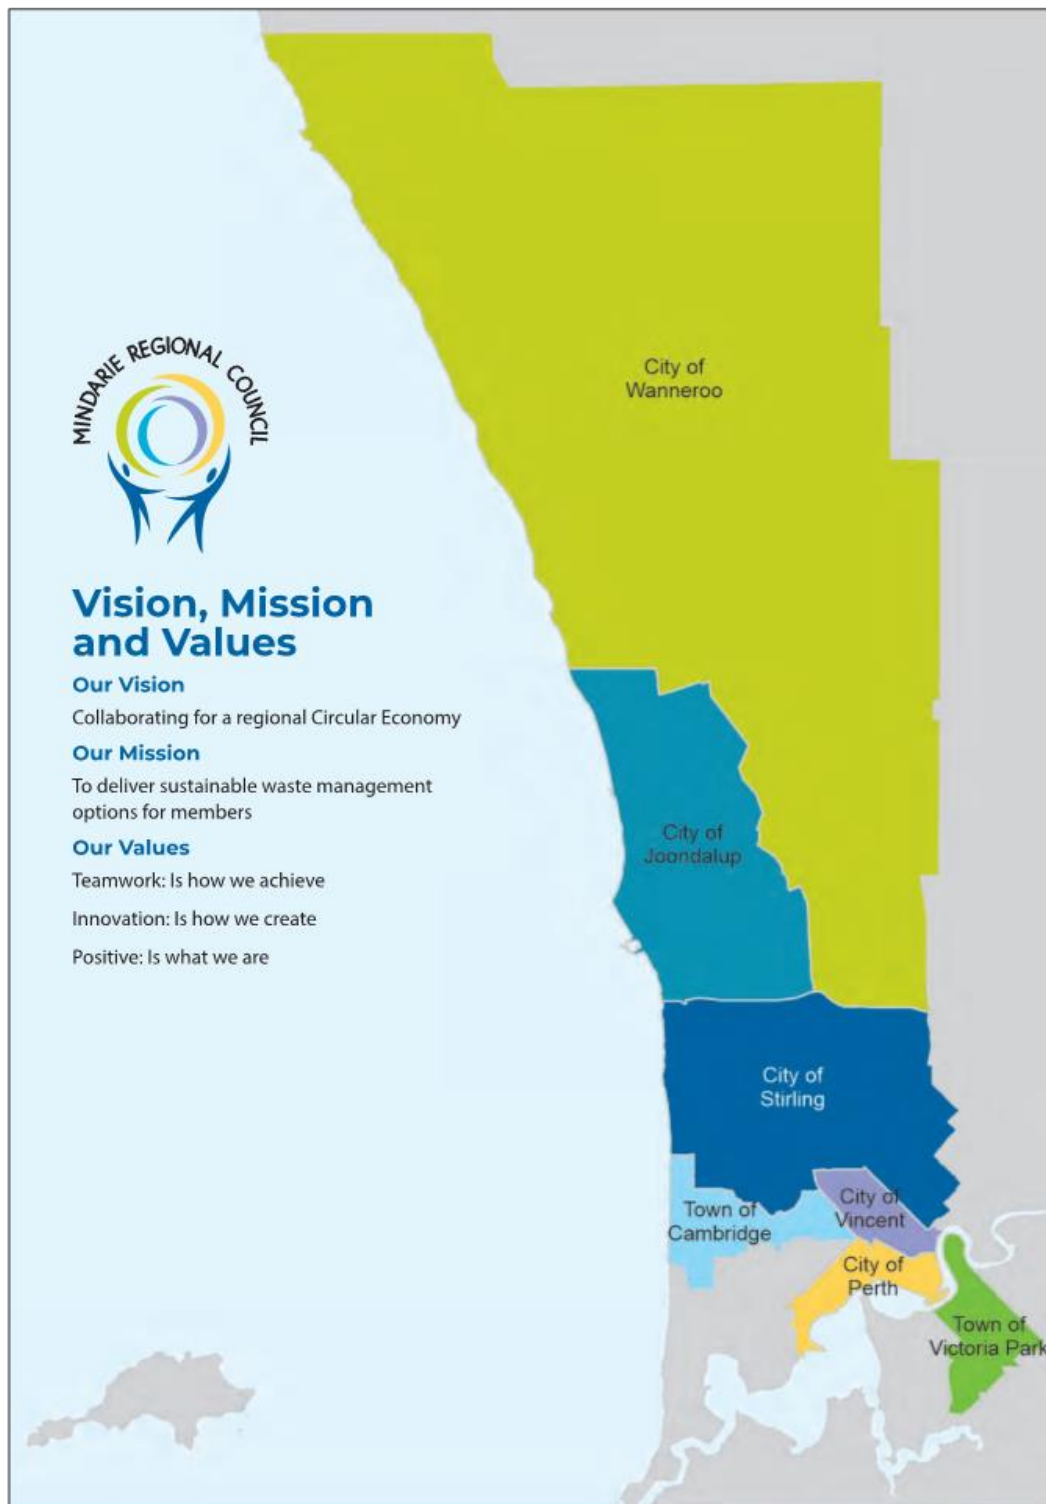 MINDARIE REGIONAL COUNCIL
Vision, Mission
and Values
Our Vision
Collaborating for a regional Circular Economy
Our Mission
To deliver sustainable waste management
options for members
Our Values
Teamwork: Is how we achieve
Innovation: Is how we create
Positive: Is what we are
City of
Wanneroo
City of
Joondalup
City of
Stirling
Town of
Cambridge
City of
Vincent
City of
Perth
Town of
Victoria Park